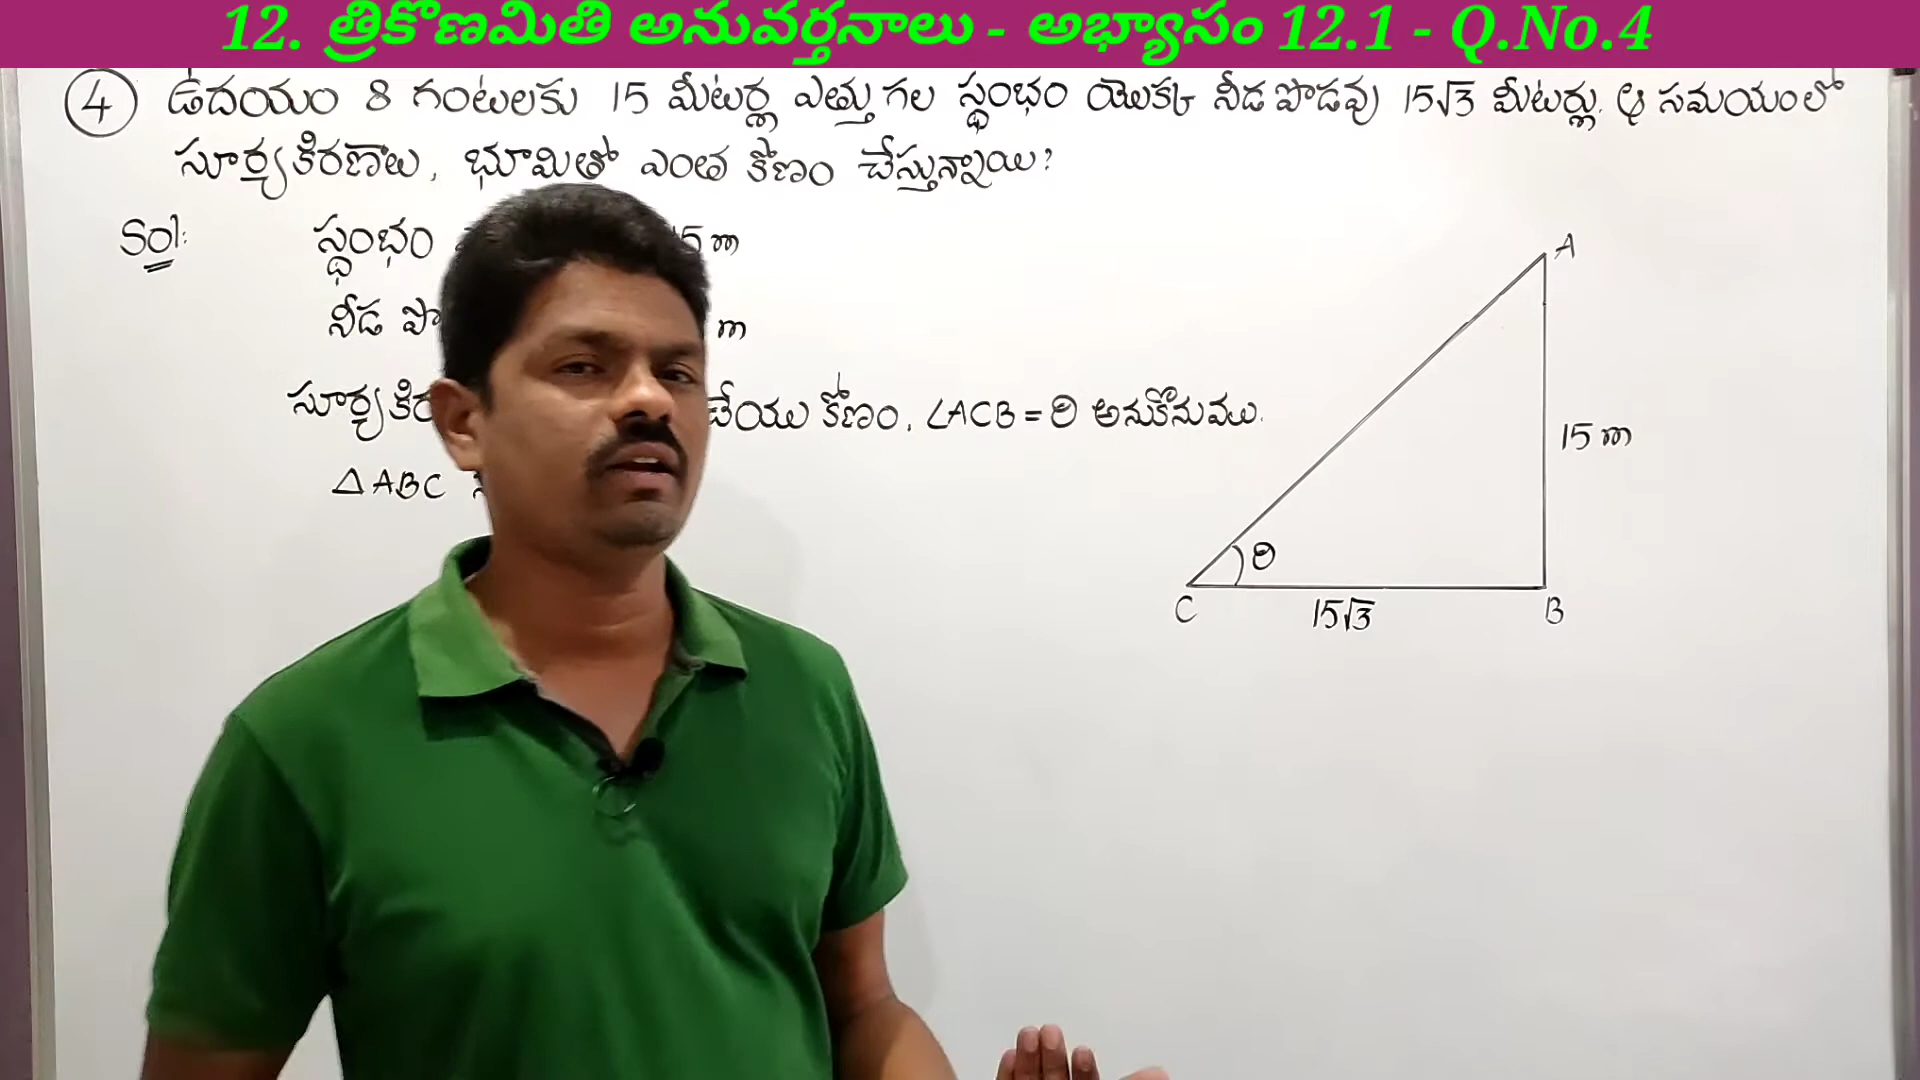 12. త్రికోణమితి అనువర్తనాలు - అభ్యాసం 12.1 - Q.No.4
4 ఉదయం 8 గంటలకు 15 మీటర్ల ఎత్తు గల స్థంభం యొక్క నీడ పొడవు 15√3 మీటర్లు. ఆ సమయంలో
సూర్యకిరణాలు, భూమితో ఎంత కోణం చేస్తున్నాయి?
Sol: స్థంభం 15 m
నీడ m
చేయు కోణం, ∠ACB = θ అనుకొనుము.
△ABC
A
15 m
θ
C 15√3 B